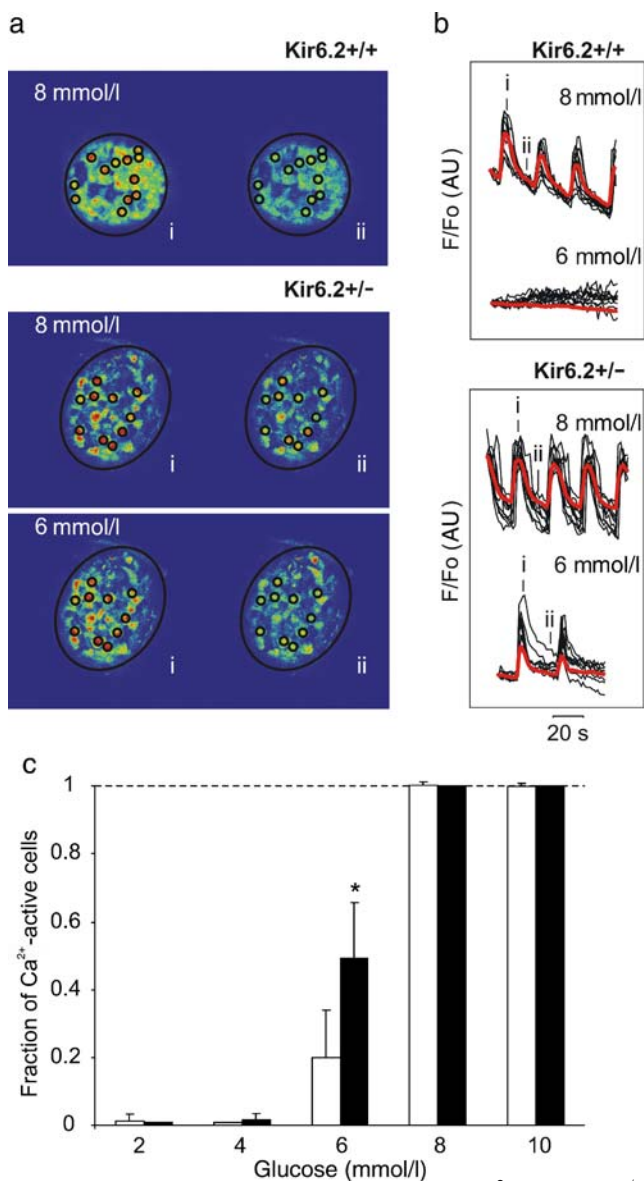 a
Kir6.2+/+
8 mmol/l
i
ii
Kir6.2+/−
8 mmol/l
i
ii
6 mmol/l
i
ii
b
Kir6.2+/+
i
8 mmol/l
ii
F/Fo (AU)
6 mmol/l
Kir6.2+/−
i
8 mmol/l
ii
F/Fo (AU)
6 mmol/l
i
ii
20 s
c
Fraction of Ca²⁺-active cells
1
0.8
0.6
0.4
0.2
0
*
2 4 6 8 10
Glucose (mmol/l)